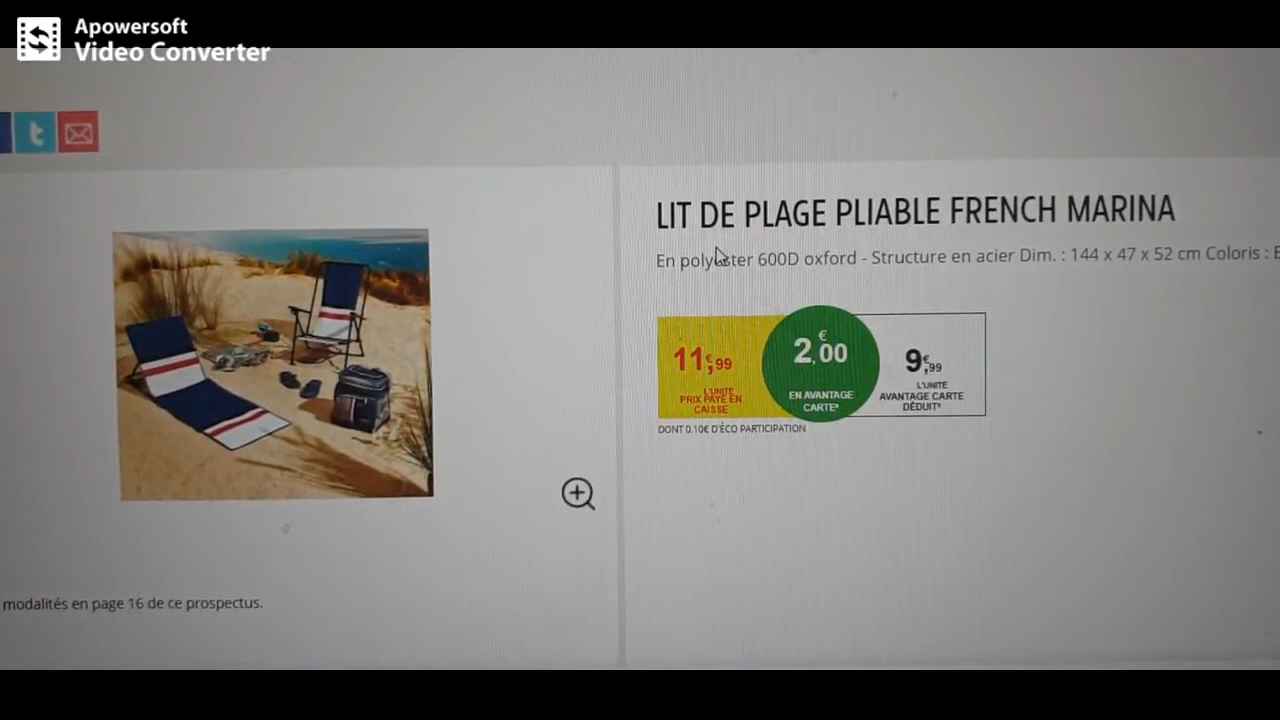 Apowersoft
Video Converter
LIT DE PLAGE PLIABLE FRENCH MARINA
En polyester 600D oxford - Structure en acier Dim. : 144 x 47 x 52 cm Coloris :
11€,99
L'UNITÉ
PRIX PAYÉ EN
CAISSE
2,00€
EN AVANTAGE
CARTE*
9€,99
L'UNITÉ
AVANTAGE CARTE
DÉDUIT*
DONT 0.10€ D'ÉCO PARTICIPATION
modalités en page 16 de ce prospectus.